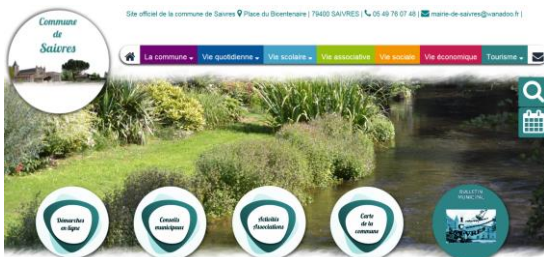 Commune
de
Saivres
Site officiel de la commune de Saivres Place du Bicentenaire | 79400 SAIVRES | 05 49 76 07 48 | mairie-de-saivres@wanadoo.fr |
La commune
Vie quotidienne
Vie scolaire
Vie associative
Vie sociale
Vie économique
Tourisme
Démarches
en ligne
Conseils
municipaux
Activités
Associations
Carte
de la
commune
BULLETIN
MUNICIPAL